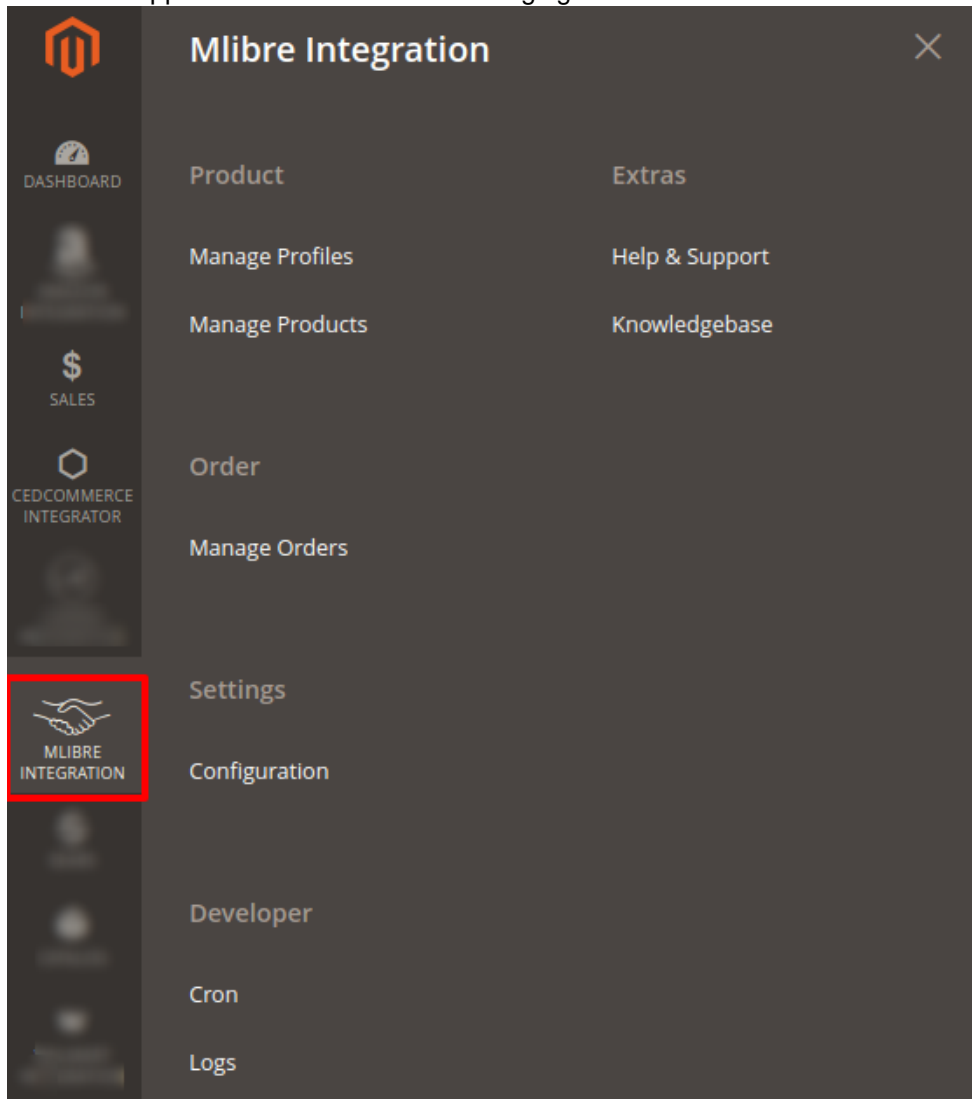 Mlibre Integration
DASHBOARD
$
SALES
CEDCOMMERCE
INTEGRATOR
MLIBRE
INTEGRATION
Product
Manage Profiles
Manage Products
Extras
Help & Support
Knowledgebase
Order
Manage Orders
Settings
Configuration
Developer
Cron
Logs